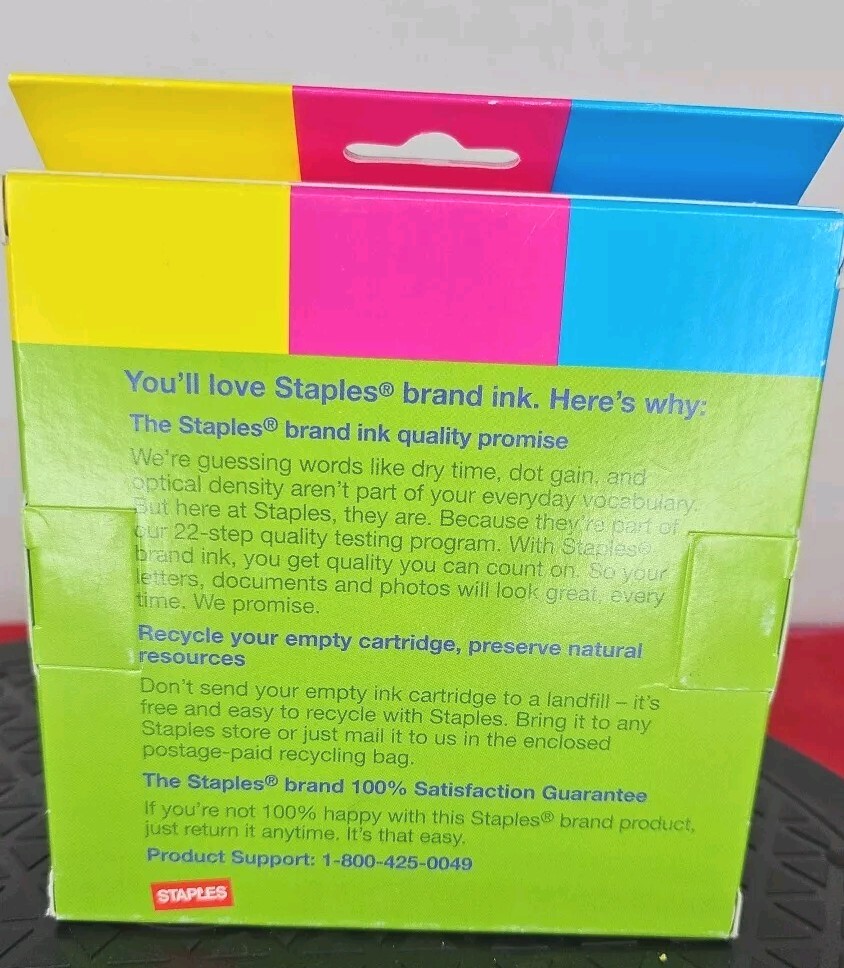 You'll love Staples® brand ink. Here's why:
The Staples® brand ink quality promise
We're guessing words like dry time, dot gain, and
optical density aren't part of your everyday vocabulary.
But here at Staples, they are. Because they're part of
our 22-step quality testing program. With Staples®
brand ink, you get quality you can count on. So your
letters, documents and photos will look great, every
time. We promise.
Recycle your empty cartridge, preserve natural
resources
Don't send your empty ink cartridge to a landfill – it's
free and easy to recycle with Staples. Bring it to any
Staples store or just mail it to us in the enclosed
postage-paid recycling bag.
The Staples® brand 100% Satisfaction Guarantee
If you're not 100% happy with this Staples® brand product,
just return it anytime. It's that easy.
Product Support: 1-800-425-0049
STAPLES